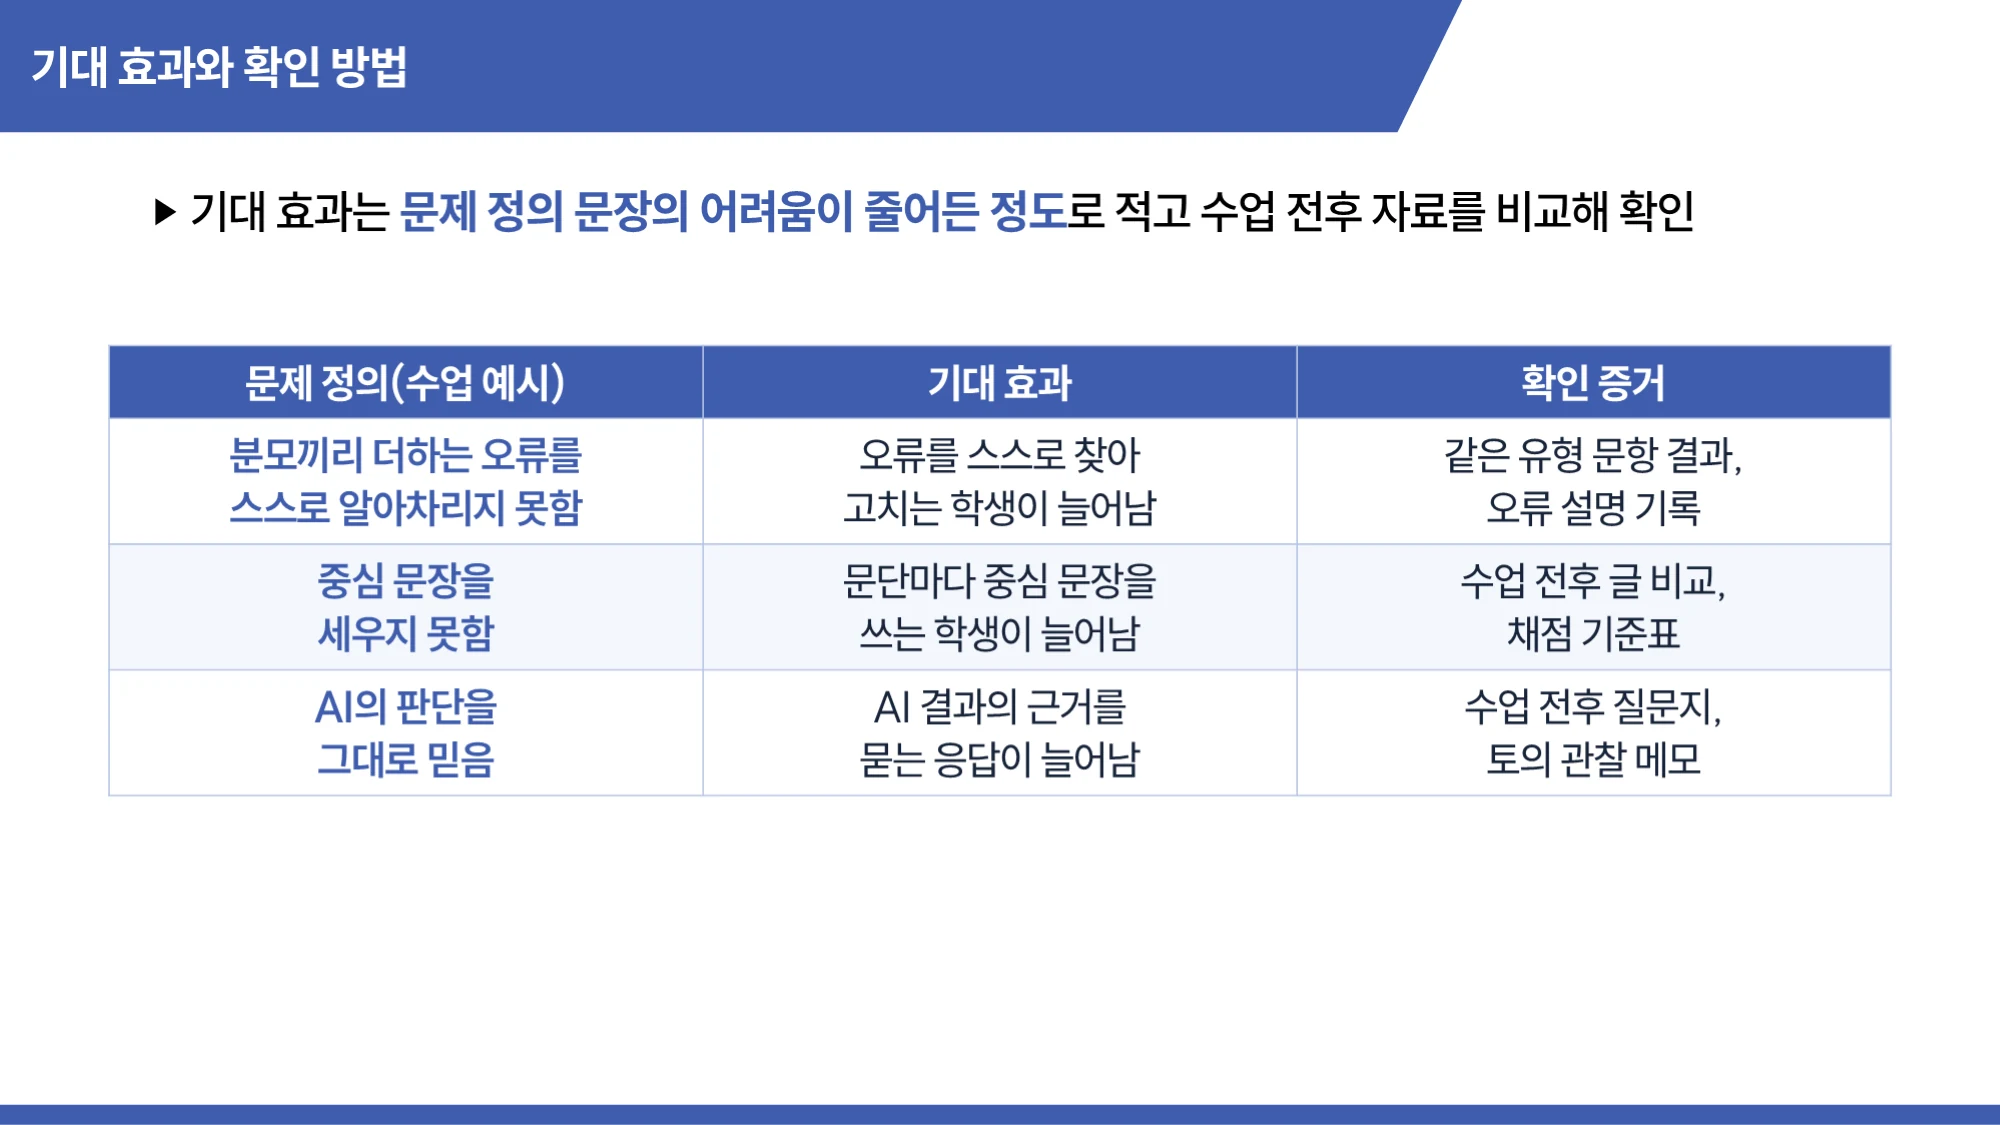 기대 효과와 확인 방법
▶ 기대 효과는 문제 정의 문장의 어려움이 줄어든 정도로 적고 수업 전후 자료를 비교해 확인
문제 정의(수업 예시)
기대 효과
확인 증거
분모끼리 더하는 오류를
스스로 알아차리지 못함
오류를 스스로 찾아
고치는 학생이 늘어남
같은 유형 문항 결과,
오류 설명 기록
중심 문장을
세우지 못함
문단마다 중심 문장을
쓰는 학생이 늘어남
수업 전후 글 비교,
채점 기준표
AI의 판단을
그대로 믿음
AI 결과의 근거를
묻는 응답이 늘어남
수업 전후 질문지,
토의 관찰 메모